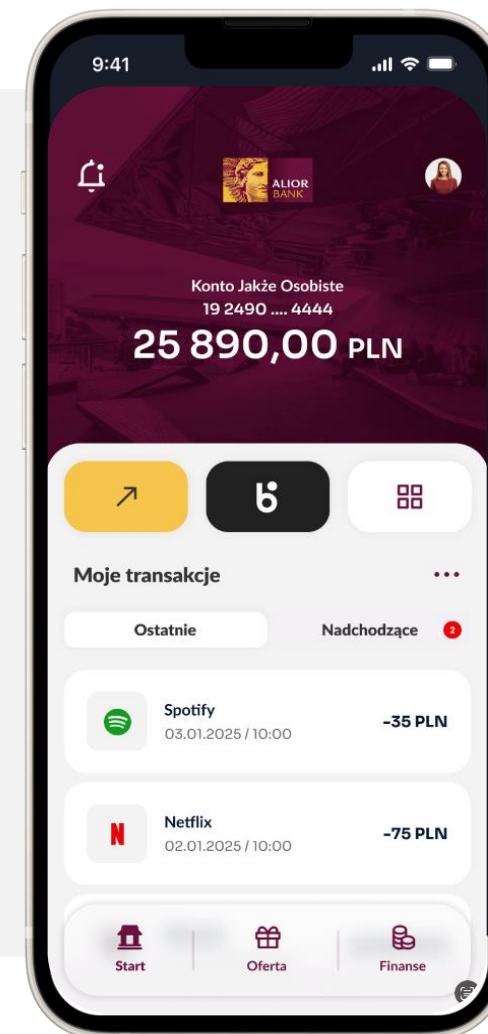 9:41
ALIOR
BANK
Konto Jakże Osobiste
19 2490 .... 4444
25 890,00 PLN
Moje transakcje
Ostatnie
Nadchodzące 2
Spotify
03.01.2025 / 10:00
-35 PLN
Netflix
02.01.2025 / 10:00
-75 PLN
Start
Oferta
Finanse